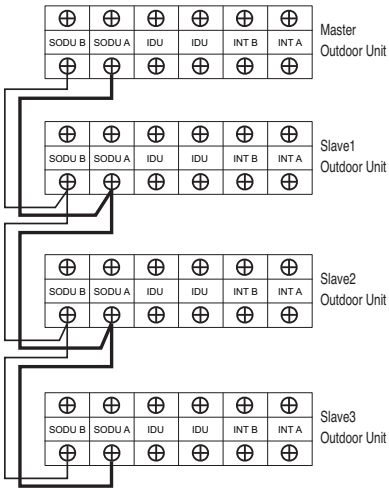 Master
SODU B SODU A IDU IDU INT B INT A
Outdoor Unit
Slave1
SODU B SODU A IDU IDU INT B INT A
Outdoor Unit
Slave2
SODU B SODU A IDU IDU INT B INT A
Outdoor Unit
Slave3
SODU B SODU A IDU IDU INT B INT A
Outdoor Unit